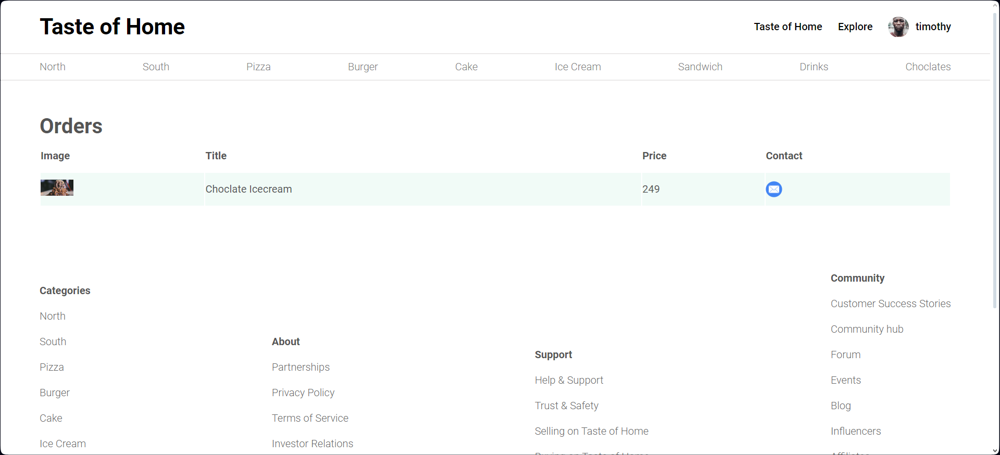 Taste of Home
Taste of Home Explore timothy
North South Pizza Burger Cake Ice Cream Sandwich Drinks Choclates
Orders
Image Title Price Contact
Choclate Icecream 249
Categories
North
South
Pizza
Burger
Cake
Ice Cream
About
Partnerships
Privacy Policy
Terms of Service
Investor Relations
Support
Help & Support
Trust & Safety
Selling on Taste of Home
Community
Customer Success Stories
Community hub
Forum
Events
Blog
Influencers